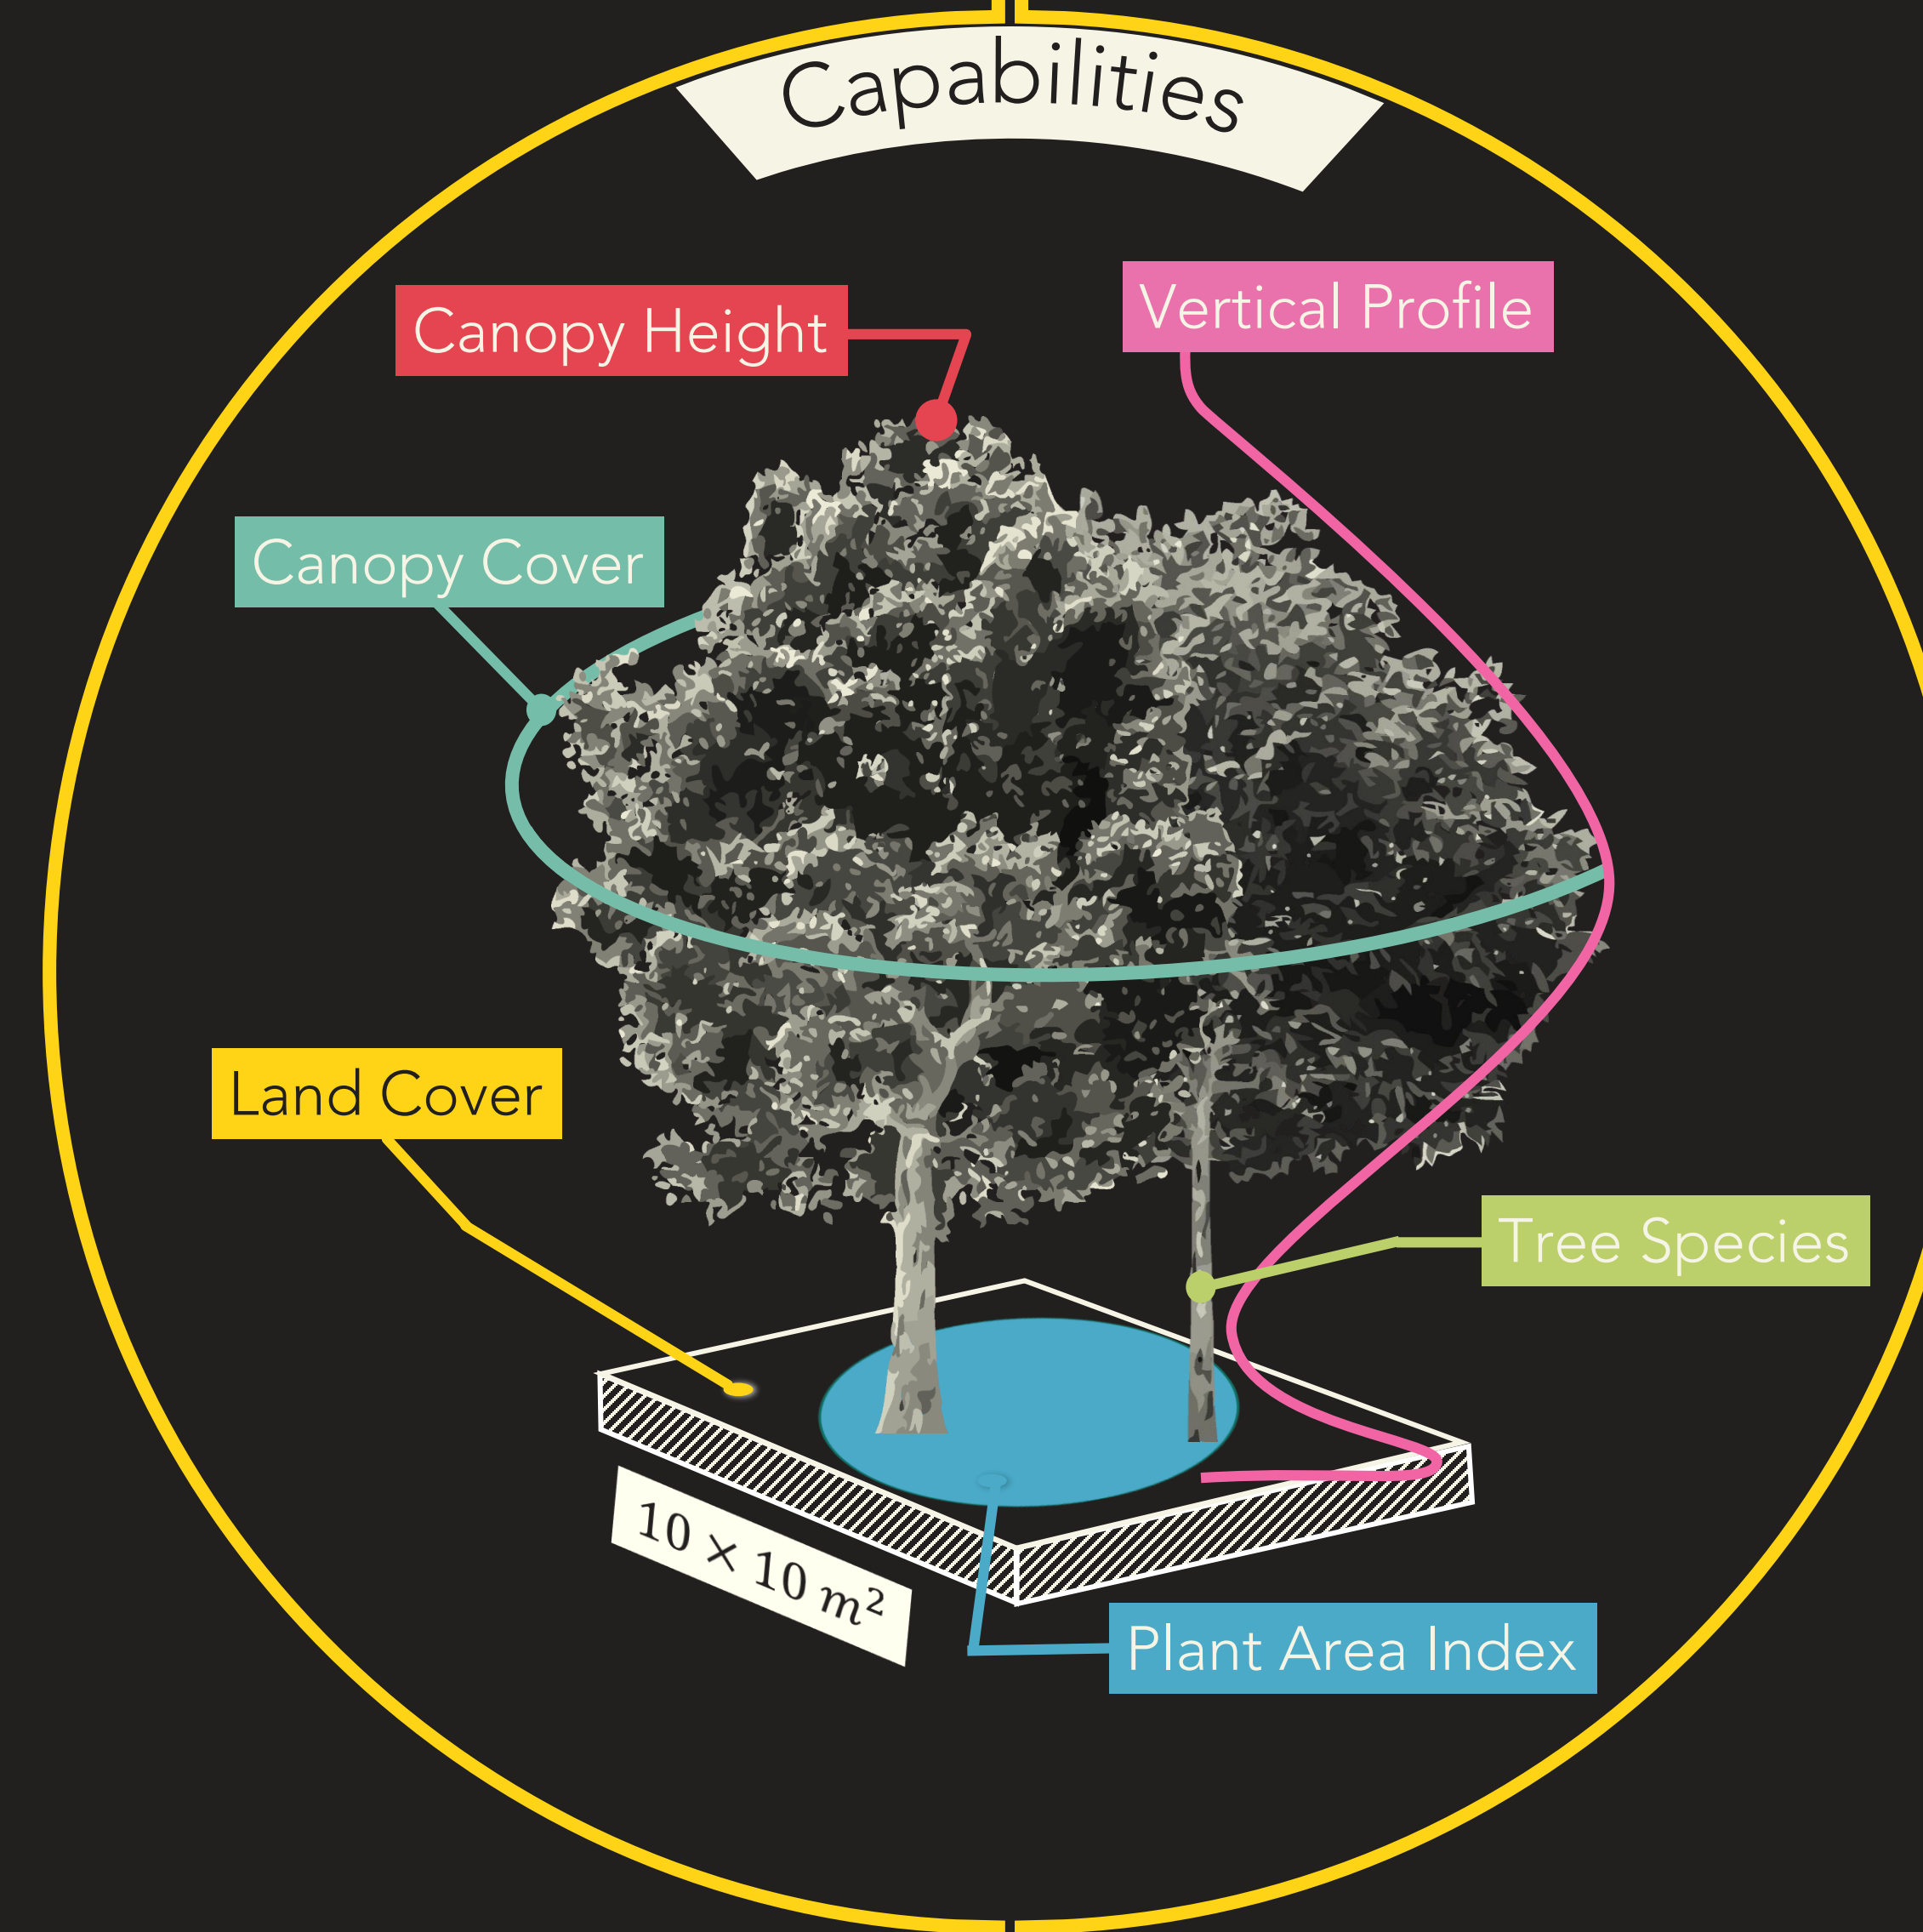 Capabilities
Vertical Profile
Canopy Height
Canopy Cover
Land Cover
Tree Species
10 × 10 m²
Plant Area Index